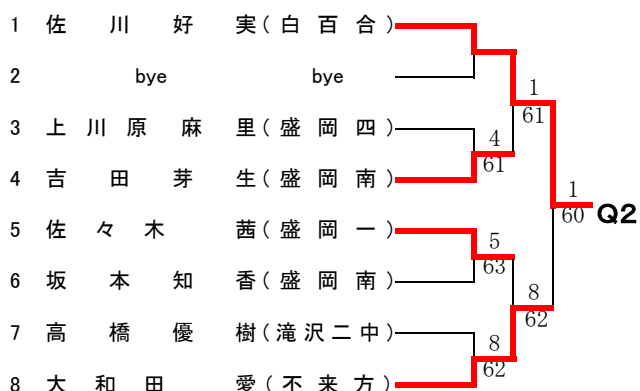 1 佐川好実(白百合)
2 bye bye
3 上川原麻里(盛岡四)
4 吉田芽生(盛岡南)
5 佐々木茜(盛岡一)
6 坂本知香(盛岡南)
7 高橋優樹(滝沢二中)
8 大和田愛(不来方)
4
61
5
63
8
62
1
61
8
62
1
60
Q2